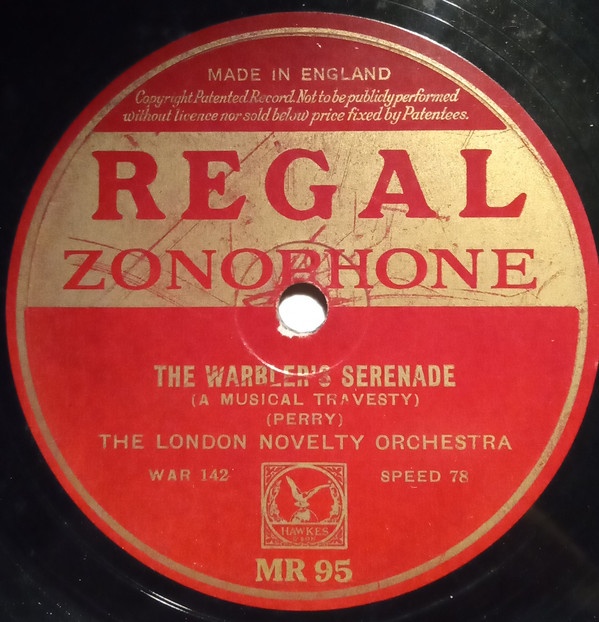 MADE IN ENGLAND
Copyright Patented Record. Not to be publicly performed
without licence nor sold below price fixed by Patentees.
REGAL
ZONOPHONE
THE WARBLER'S SERENADE
(A MUSICAL TRAVESTY)
(PERRY)
THE LONDON NOVELTY ORCHESTRA
WAR 142 SPEED 78
HAWKES
& SON
MR 95